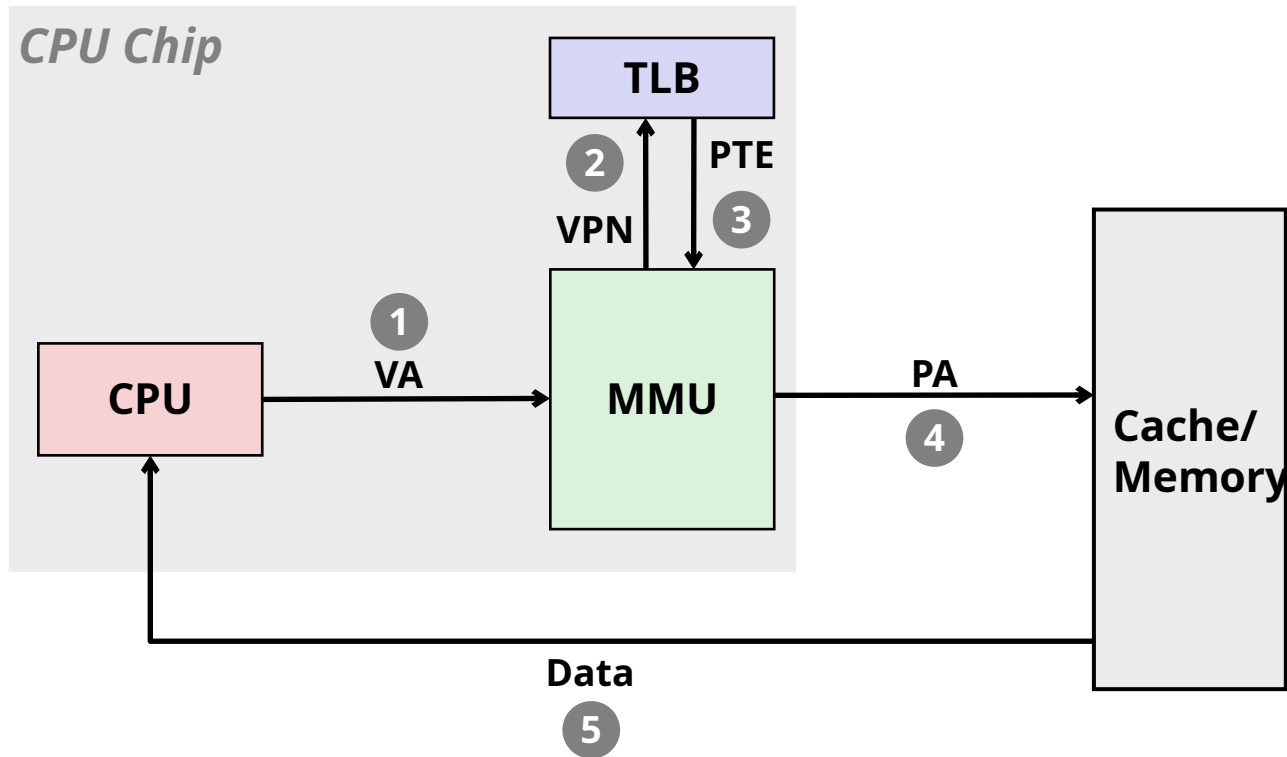 CPU Chip
TLB
2
PTE
VPN
3
1
VA
CPU
MMU
PA
4
Cache/
Memory
Data
5